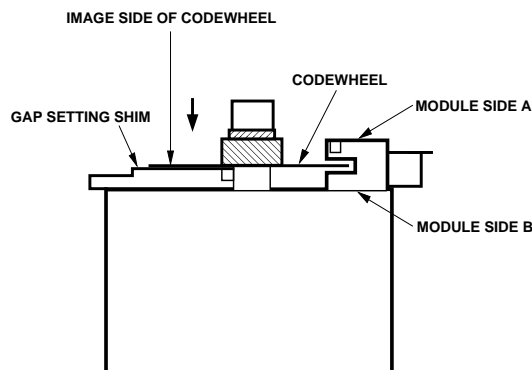 IMAGE SIDE OF CODEWHEEL
CODEWHEEL
GAP SETTING SHIM
MODULE SIDE A
MODULE SIDE B